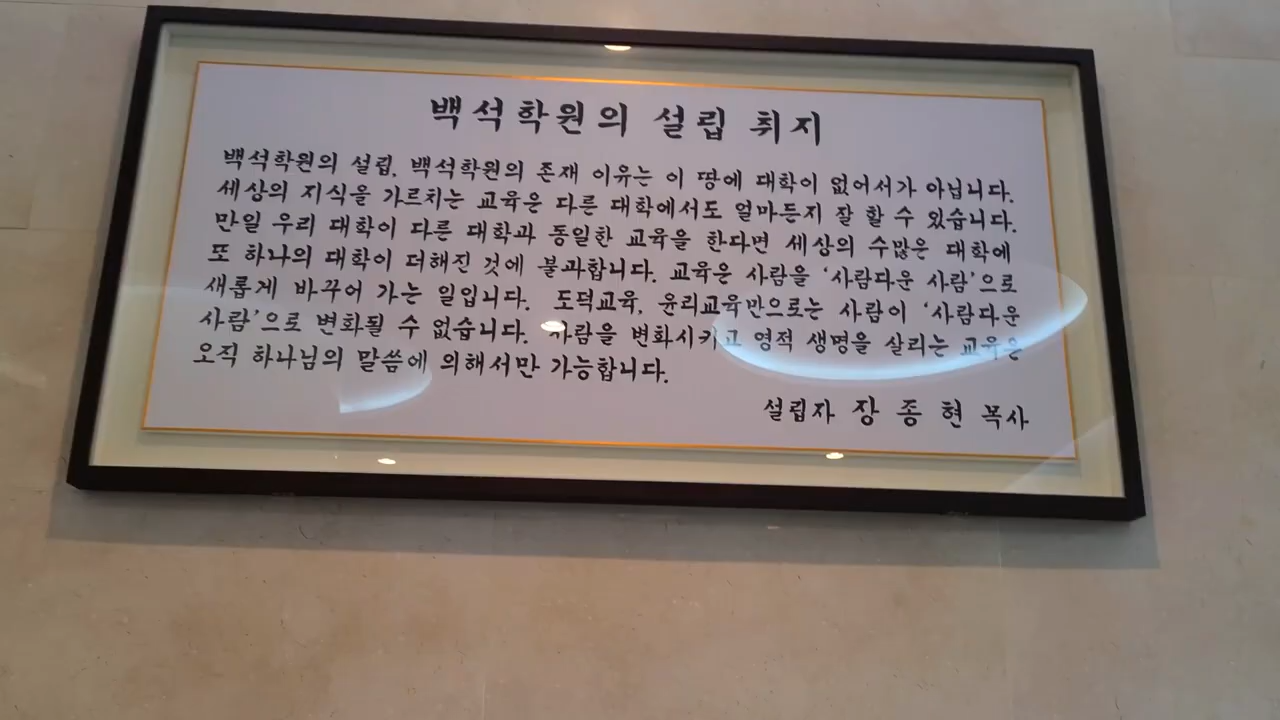 백석학원의 설립 취지
백석학원의 설립, 백석학원의 존재 이유는 이 땅에 대학이 없어서가 아닙니다.
세상의 지식을 가르치는 교육은 다른 대학에서도 얼마든지 잘 할 수 있습니다.
만일 우리 대학이 다른 대학과 동일한 교육을 한다면 세상의 수많은 대학에
또 하나의 대학이 더해진 것에 불과합니다. 교육은 사람을 '사람다운 사람'으로
새롭게 바꾸어 가는 일입니다. 도덕교육, 윤리교육만으로는 사람이 '사람다운
사람'으로 변화될 수 없습니다. 사람을 변화시키고 영적 생명을 살리는 교육은
오직 하나님의 말씀에 의해서만 가능합니다.
설립자 장 종 현 목사